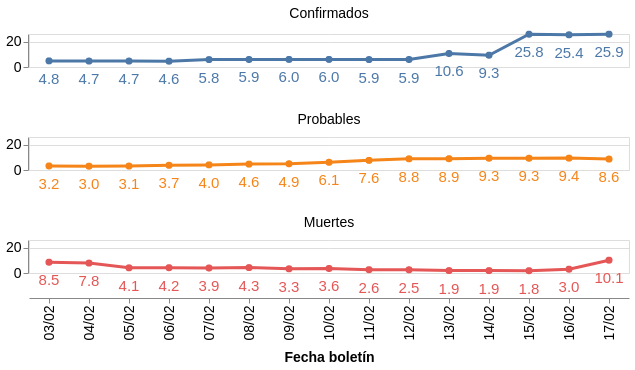 Confirmados
20
0
4.8 4.7 4.7 4.6 5.8 5.9 6.0 6.0 5.9 5.9 10.6 9.3 25.8 25.4 25.9
Probables
20
0
3.2 3.0 3.1 3.7 4.0 4.6 4.9 6.1 7.6 8.8 8.9 9.3 9.3 9.4 8.6
Muertes
20
0
8.5 7.8 4.1 4.2 3.9 4.3 3.3 3.6 2.6 2.5 1.9 1.9 1.8 3.0 10.1
03/02 04/02 05/02 06/02 07/02 08/02 09/02 10/02 11/02 12/02 13/02 14/02 15/02 16/02 17/02
Fecha boletín